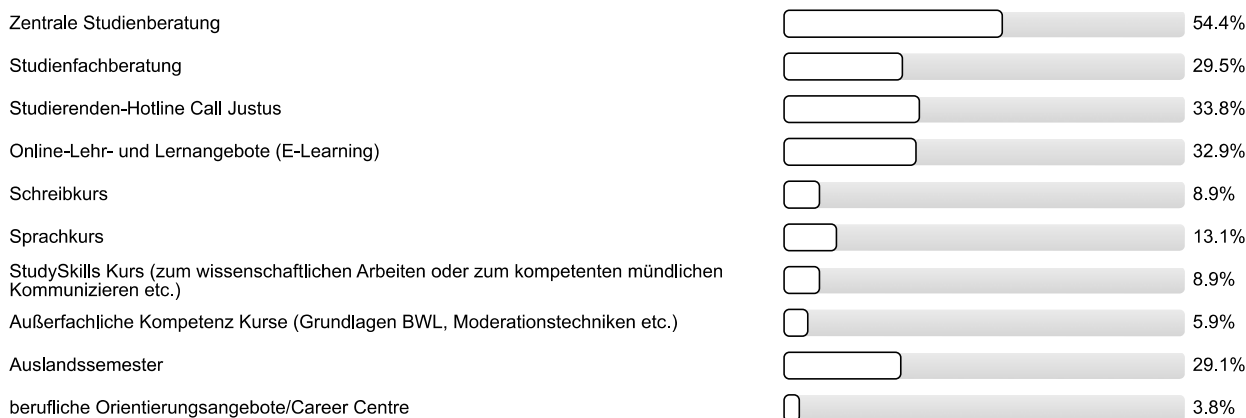 Zentrale Studienberatung 54.4%
Studienfachberatung 29.5%
Studierenden-Hotline Call Justus 33.8%
Online-Lehr- und Lernangebote (E-Learning) 32.9%
Schreibkurs 8.9%
Sprachkurs 13.1%
StudySkills Kurs (zum wissenschaftlichen Arbeiten oder zum kompetenten mündlichen
Kommunizieren etc.) 8.9%
Außerfachliche Kompetenz Kurse (Grundlagen BWL, Moderationstechniken etc.) 5.9%
Auslandssemester 29.1%
berufliche Orientierungsangebote/Career Centre 3.8%